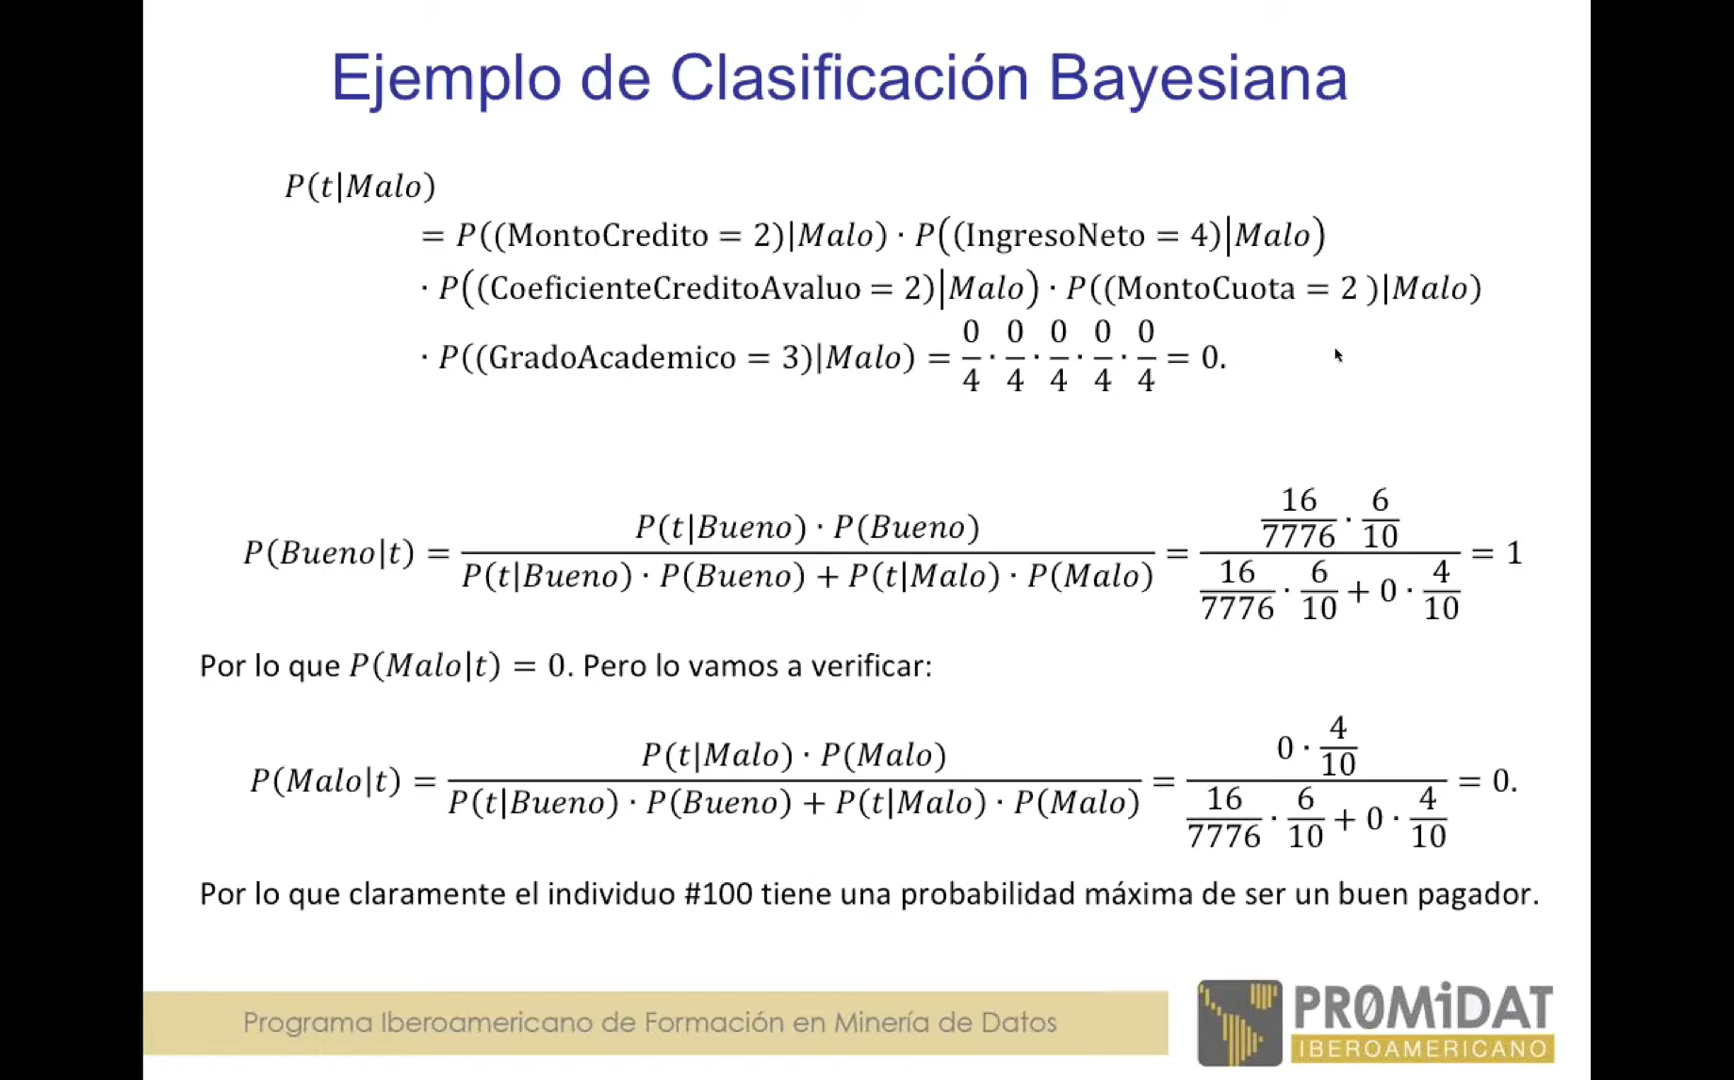 Ejemplo de Clasificación Bayesiana
P(t|Malo)
= P((MontoCredito = 2)|Malo) · P((IngresoNeto = 4)|Malo)
· P((CoeficienteCreditoAvaluo = 2)|Malo) · P((MontoCuota = 2 )|Malo)
· P((GradoAcademico = 3)|Malo) = 0/4 · 0/4 · 0/4 · 0/4 · 0/4 = 0.
P(Bueno|t) = P(t|Bueno) · P(Bueno) / P(t|Bueno) · P(Bueno) + P(t|Malo) · P(Malo) = 16/7776 · 6/10 / 16/7776 · 6/10 + 0 · 4/10 = 1
Por lo que P(Malo|t) = 0. Pero lo vamos a verificar:
P(Malo|t) = P(t|Malo) · P(Malo) / P(t|Bueno) · P(Bueno) + P(t|Malo) · P(Malo) = 0 · 4/10 / 16/7776 · 6/10 + 0 · 4/10 = 0.
Por lo que claramente el individuo #100 tiene una probabilidad máxima de ser un buen pagador.
Programa Iberoamericano de Formación en Minería de Datos
PR0MiDAT
IBEROAMERICANO